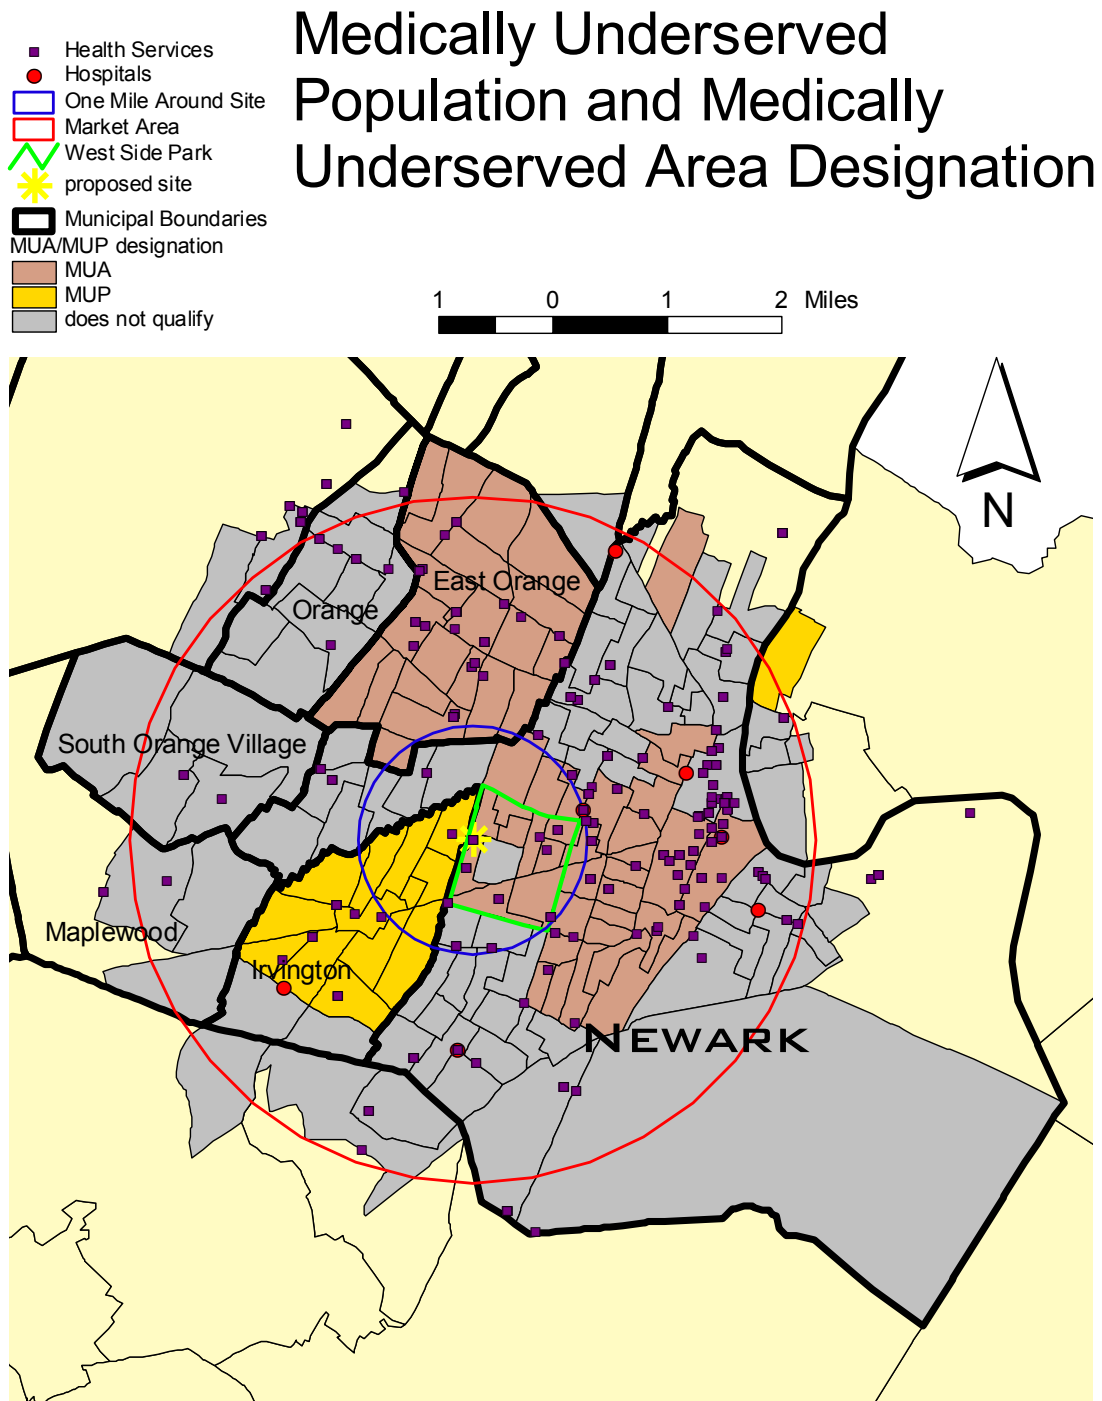 Medically Underserved
Population and Medically
Underserved Area Designation
Health Services
Hospitals
One Mile Around Site
Market Area
West Side Park
proposed site
Municipal Boundaries
MUA/MUP designation
MUA
MUP
does not qualify
1 0 1 2 Miles
N
East Orange
Orange
South Orange Village
Maplewood
Irvington
NEWARK